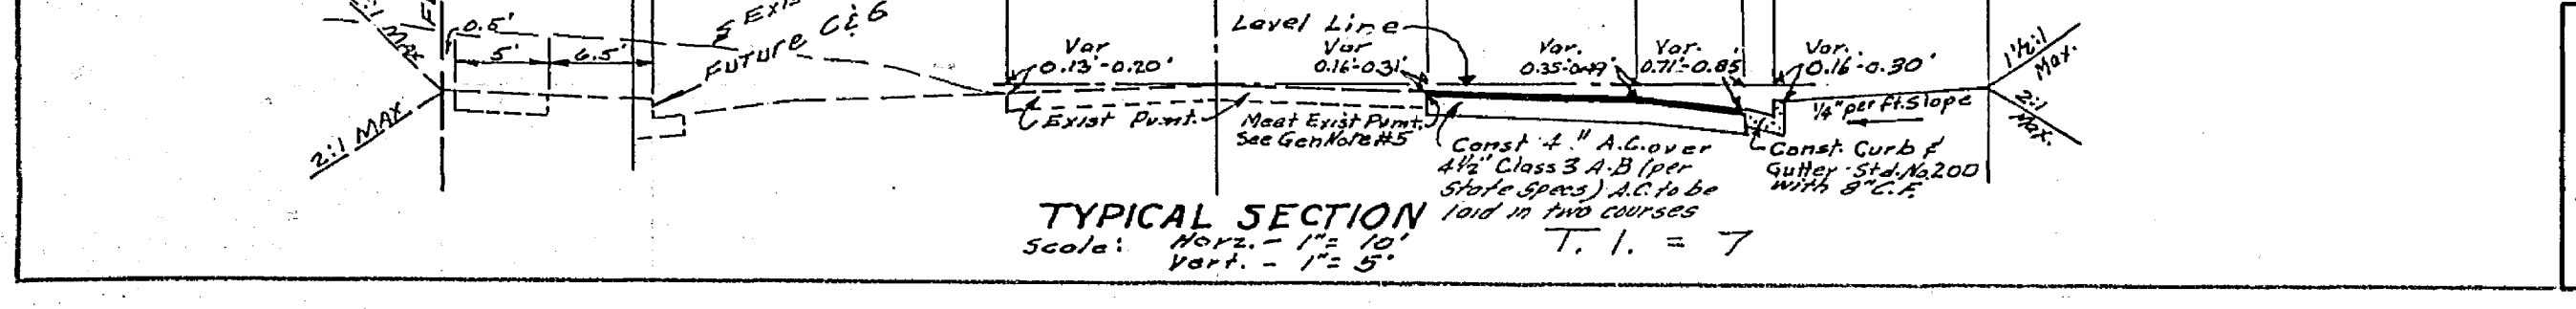 MAX
0.5'
5'
6.5'
FUTURE C&G
2:1 MAX
Level Line
Var
0.13'-0.20'
Var
0.16'-0.31'
Var.
0.35'-0.49'
Var.
0.71'-0.85'
Var.
0.16'-0.30'
1½:1
Max.
2:1
Max.
¼" per Ft. Slope
Exist Pvmt.
Meet Exist Pvmt.
See Gen Note #5
Const 4" A.C. over
4½" Class 3 A.B (per
State Specs) A.C. to be
laid in two courses
Const. Curb &
Gutter - Std. No. 200
with 8" C.F.
TYPICAL SECTION
Scale: Horz. - 1" = 10'
Vert. - 1" = 5'
T. I. = 7